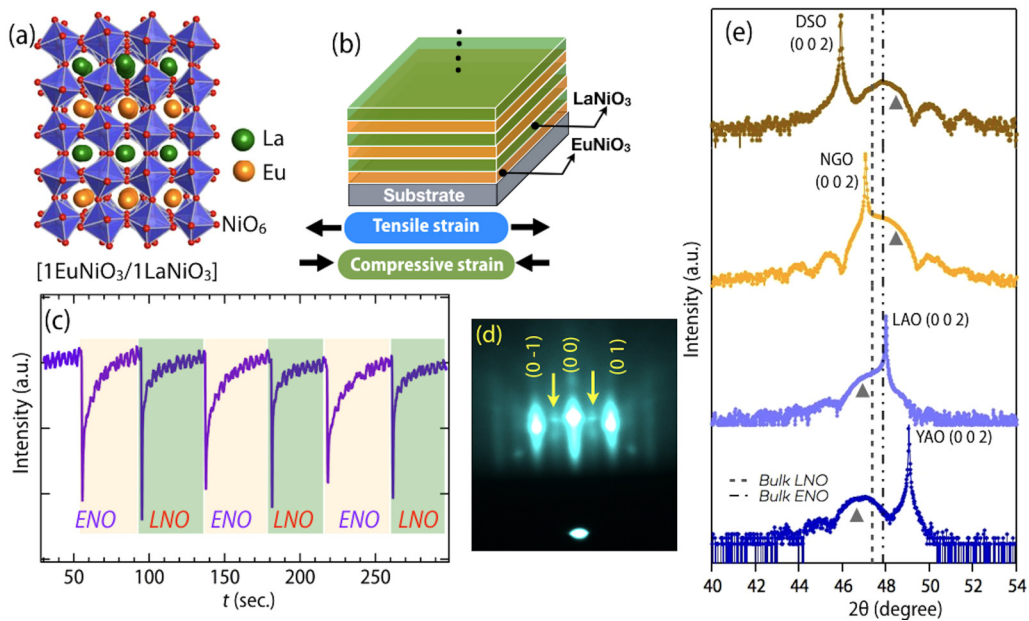 (a)
La
Eu
NiO6
[1EuNiO3/1LaNiO3]
(b)
LaNiO3
EuNiO3
Substrate
Tensile strain
Compressive strain
(c)
Intensity (a.u.)
ENO LNO ENO LNO ENO LNO
50 100 150 200 250
t (sec.)
(d)
(0 -1)
(0 0)
(0 1)
(e)
DSO
(0 0 2)
NGO
(0 0 2)
LAO (0 0 2)
YAO (0 0 2)
Bulk LNO
Bulk ENO
Intensity (a.u.)
40 42 44 46 48 50 52 54
2θ (degree)